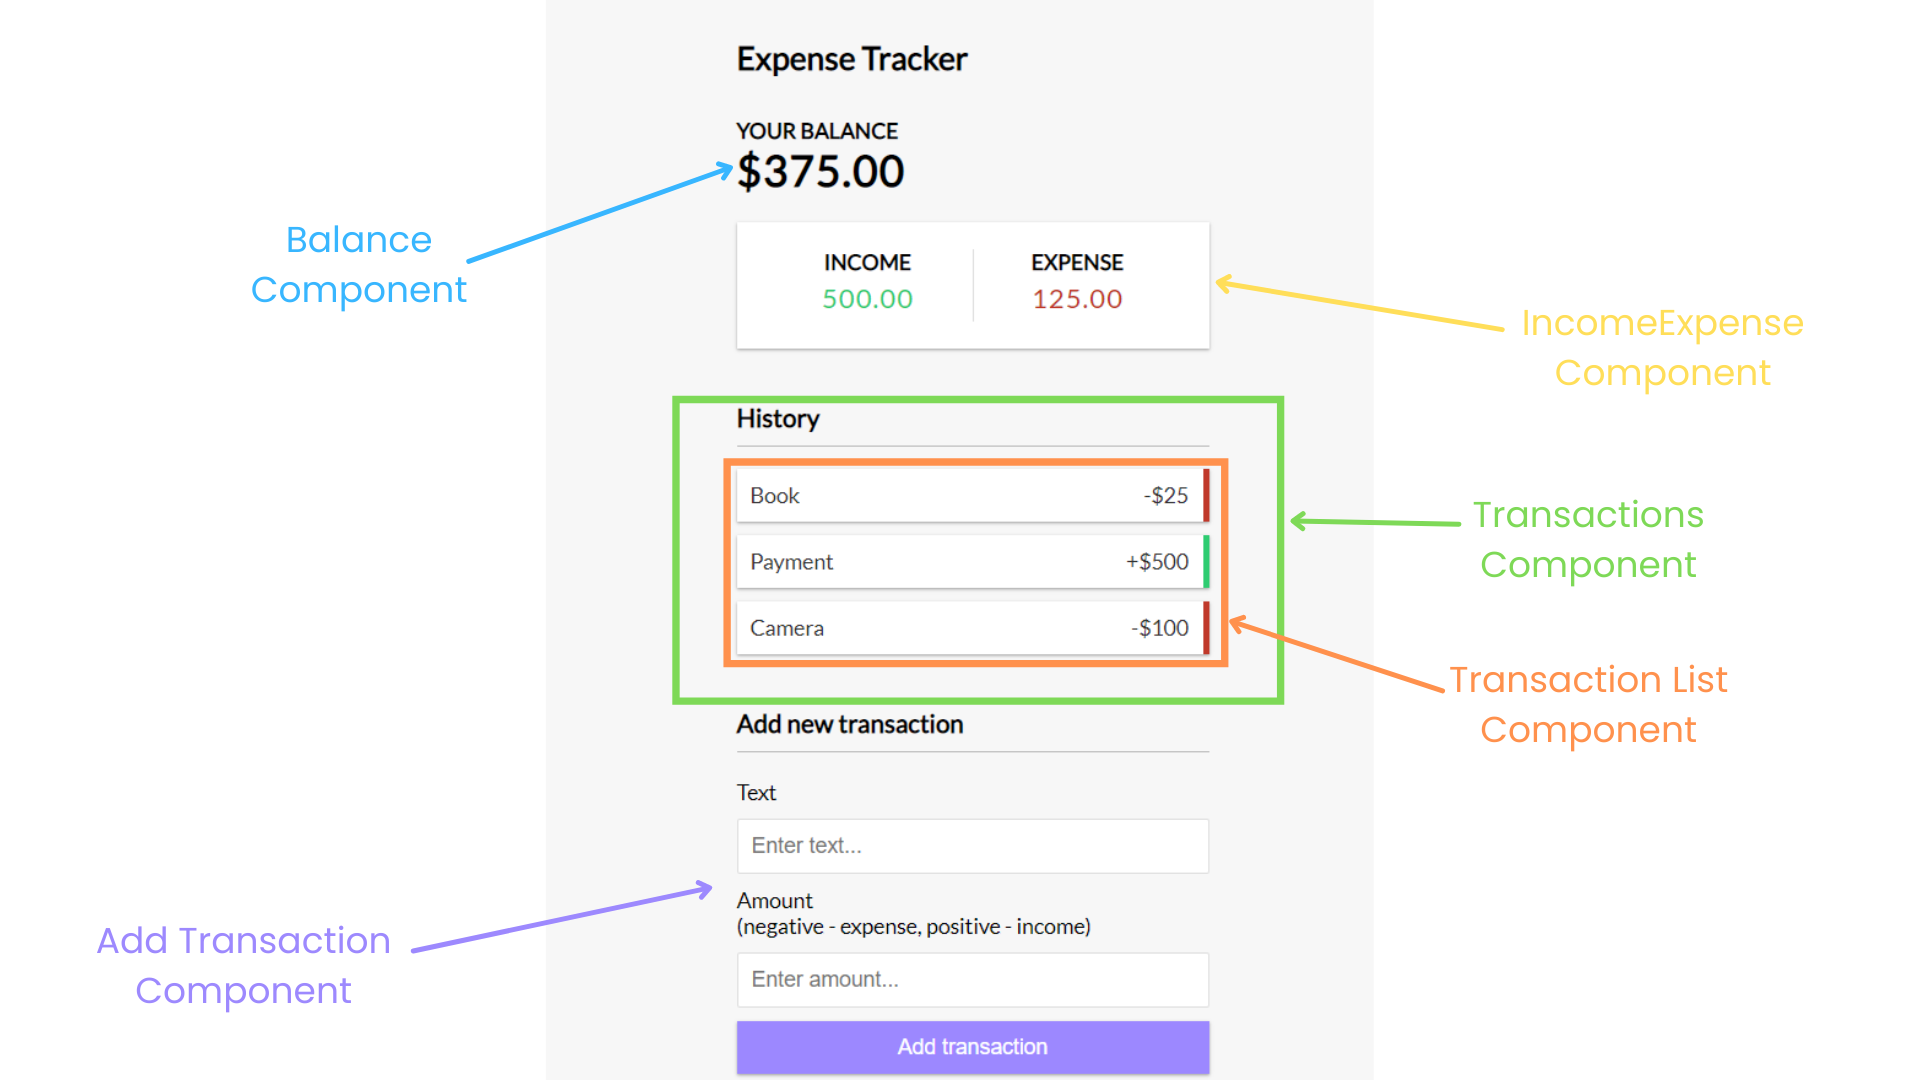 Expense Tracker
YOUR BALANCE
$375.00
Balance
Component
INCOME
EXPENSE
500.00
125.00
IncomeExpense
Component
History
Book -$25
Payment +$500
Camera -$100
Transactions
Component
Transaction List
Component
Add new transaction
Text
Enter text...
Amount
(negative - expense, positive - income)
Enter amount...
Add transaction
Add Transaction
Component